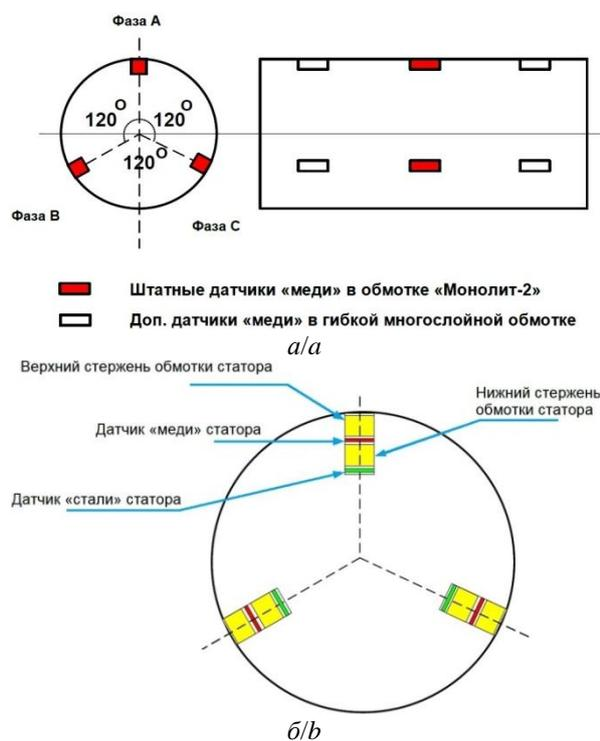 Фаза А
120°
120°
120°
Фаза В
Фаза С
Штатные датчики «меди» в обмотке «Монолит-2»
Доп. датчики «меди» в гибкой многослойной обмотке
а/a
Верхний стержень обмотки статора
Нижний стержень
обмотки статора
Датчик «меди» статора
Датчик «стали» статора
б/b